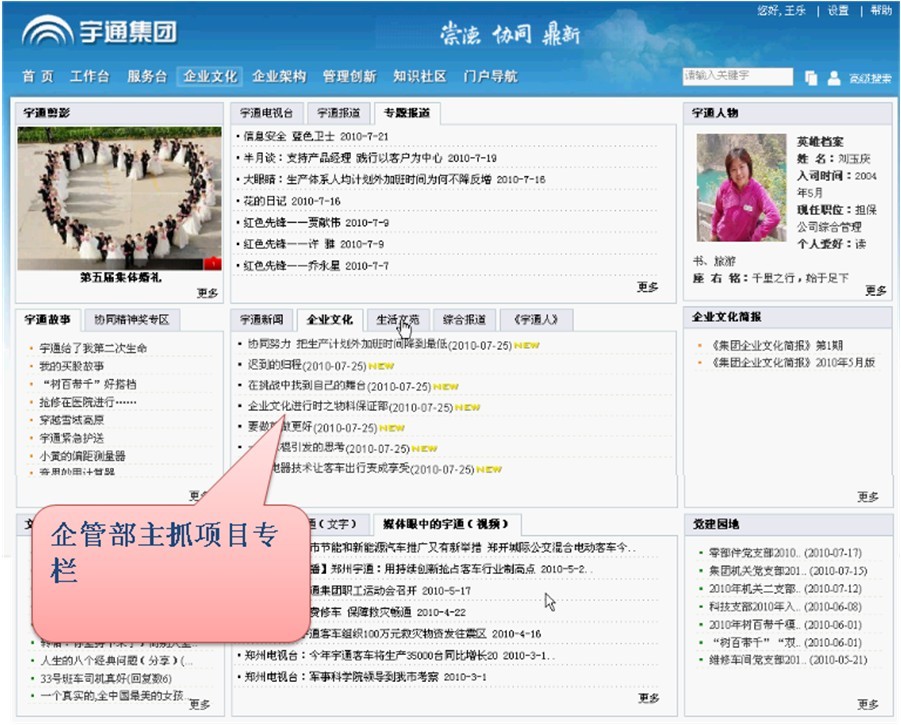 您好,王乐 | 设置 | 帮助
宇通集团
崇德 协同 鼎新
首 页 工作台 服务台 企业文化 企业架构 管理创新 知识社区 门户导航
请输入关键字
高级搜索
宇通剪影
第五届集体婚礼
更多
宇通电视台 宇通报道 专题报道
信息安全 蓝色卫士 2010-7-21
半月谈：支持产品经理 践行以客户为中心 2010-7-19
大眼睛：生产体系人均计划外加班时间为何不降反增 2010-7-16
花的日记 2010-7-16
红色先锋——贾献伟 2010-7-9
红色先锋——许 雅 2010-7-9
红色先锋——乔永星 2010-7-7
更多
宇通人物
英雄档案
姓 名：刘玉庆
入司时间：2004
年5月
现任职位：担保
公司综合管理
个人爱好：读
书、旅游
座 右 铭：千里之行，始于足下
更多
宇通故事 协同精神奖专区
宇通给了我第二次生命
我的买股故事
“树百带千”好搭档
抢修在医院进行……
穿越雪域高原
宇通紧急护送
小黄的偏距测量器
更多
宇通新闻 企业文化 生活文苑 综合报道 《宇通人》
协同努力 把生产计划外加班时间降到最低(2010-07-25)NEW
迟到的归程(2010-07-25)NEW
在挑战中找到自己的舞台(2010-07-25)NEW
企业文化进行时之物料保证部(2010-07-25)NEW
要做就做更好(2010-07-25)NEW
棍引发的思考(2010-07-25)NEW
电器技术让客车出行变成享受(2010-07-25)NEW
企业文化简报
《集团企业文化简报》第1期
《集团企业文化简报》2010年5月版
更多
企管部主抓项目专
栏
（文字） 媒体眼中的宇通（视频）
市节能和新能源汽车推广又有新举措 郑开城际公交混合电动客车今..
播】郑州宇通：用持续创新抢占客车行业制高点 2010-5-2..
通集团职工运动会召开 2010-5-17
费修车 保障救灾畅通 2010-4-22
通客车组织100万元救灾物资发往震区 2010-4-16
郑州电视台：今年宇通客车将生产35000台同比增长20 2010-3-1..
郑州电视台：军事科学院领导到我市考察 2010-3-1
更多
人生的八个经典问题（分享）(...
33号班车司机真好(回复数6)
一个真实的,全中国最美的女孩..
更多
党建园地
零部件党支部2010.. (2010-07-17)
集团机关党支部201.. (2010-07-15)
2010年机关二支部.. (2010-07-12)
科技支部2010年入.. (2010-06-08)
2010年树百带千模.. (2010-06-01)
“树百带千”“双.. (2010-06-01)
维修车间党支部201.. (2010-05-21)
更多